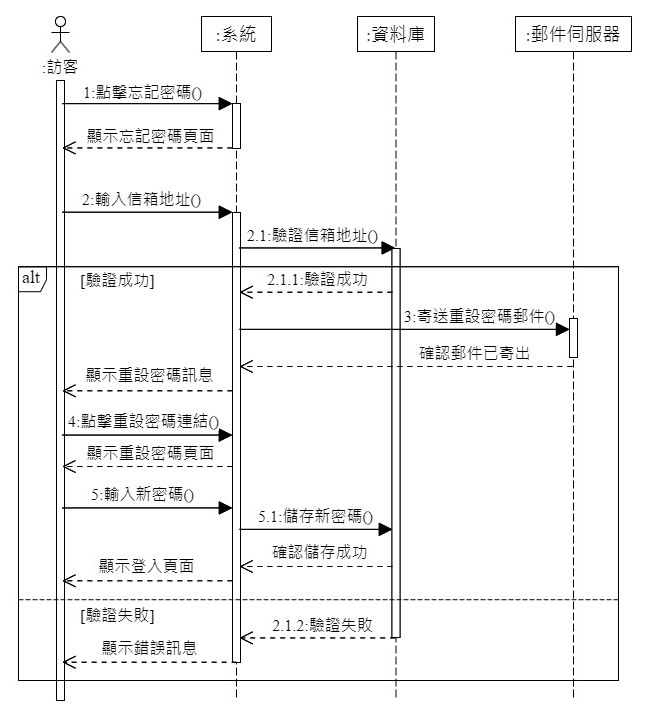 :訪客
:系統
:資料庫
:郵件伺服器
1:點擊忘記密碼()
顯示忘記密碼頁面
2:輸入信箱地址()
2.1:驗證信箱地址()
alt
[驗證成功]
2.1.1:驗證成功
3:寄送重設密碼郵件()
確認郵件已寄出
顯示重設密碼訊息
4:點擊重設密碼連結()
顯示重設密碼頁面
5:輸入新密碼()
5.1:儲存新密碼()
確認儲存成功
顯示登入頁面
[驗證失敗]
2.1.2:驗證失敗
顯示錯誤訊息